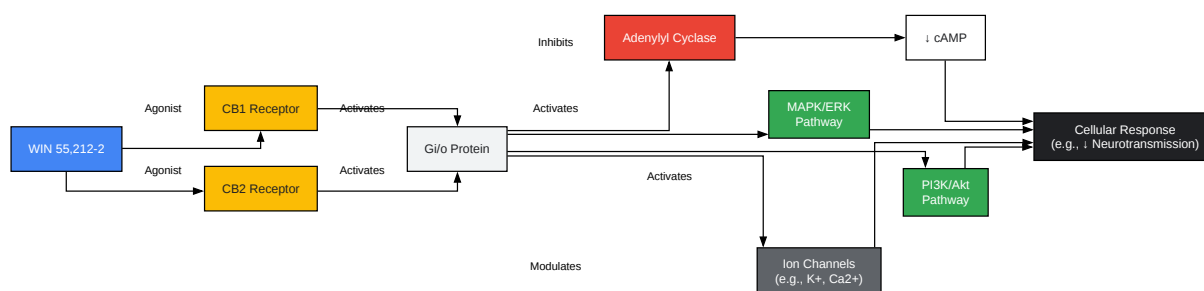 WIN 55,212-2
Agonist
Agonist
CB1 Receptor
CB2 Receptor
Activates
Activates
Gi/o Protein
Inhibits
Activates
Activates
Modulates
Adenylyl Cyclase
↓ cAMP
MAPK/ERK
Pathway
PI3K/Akt
Pathway
Ion Channels
(e.g., K+, Ca2+)
Cellular Response
(e.g., ↓ Neurotransmission)